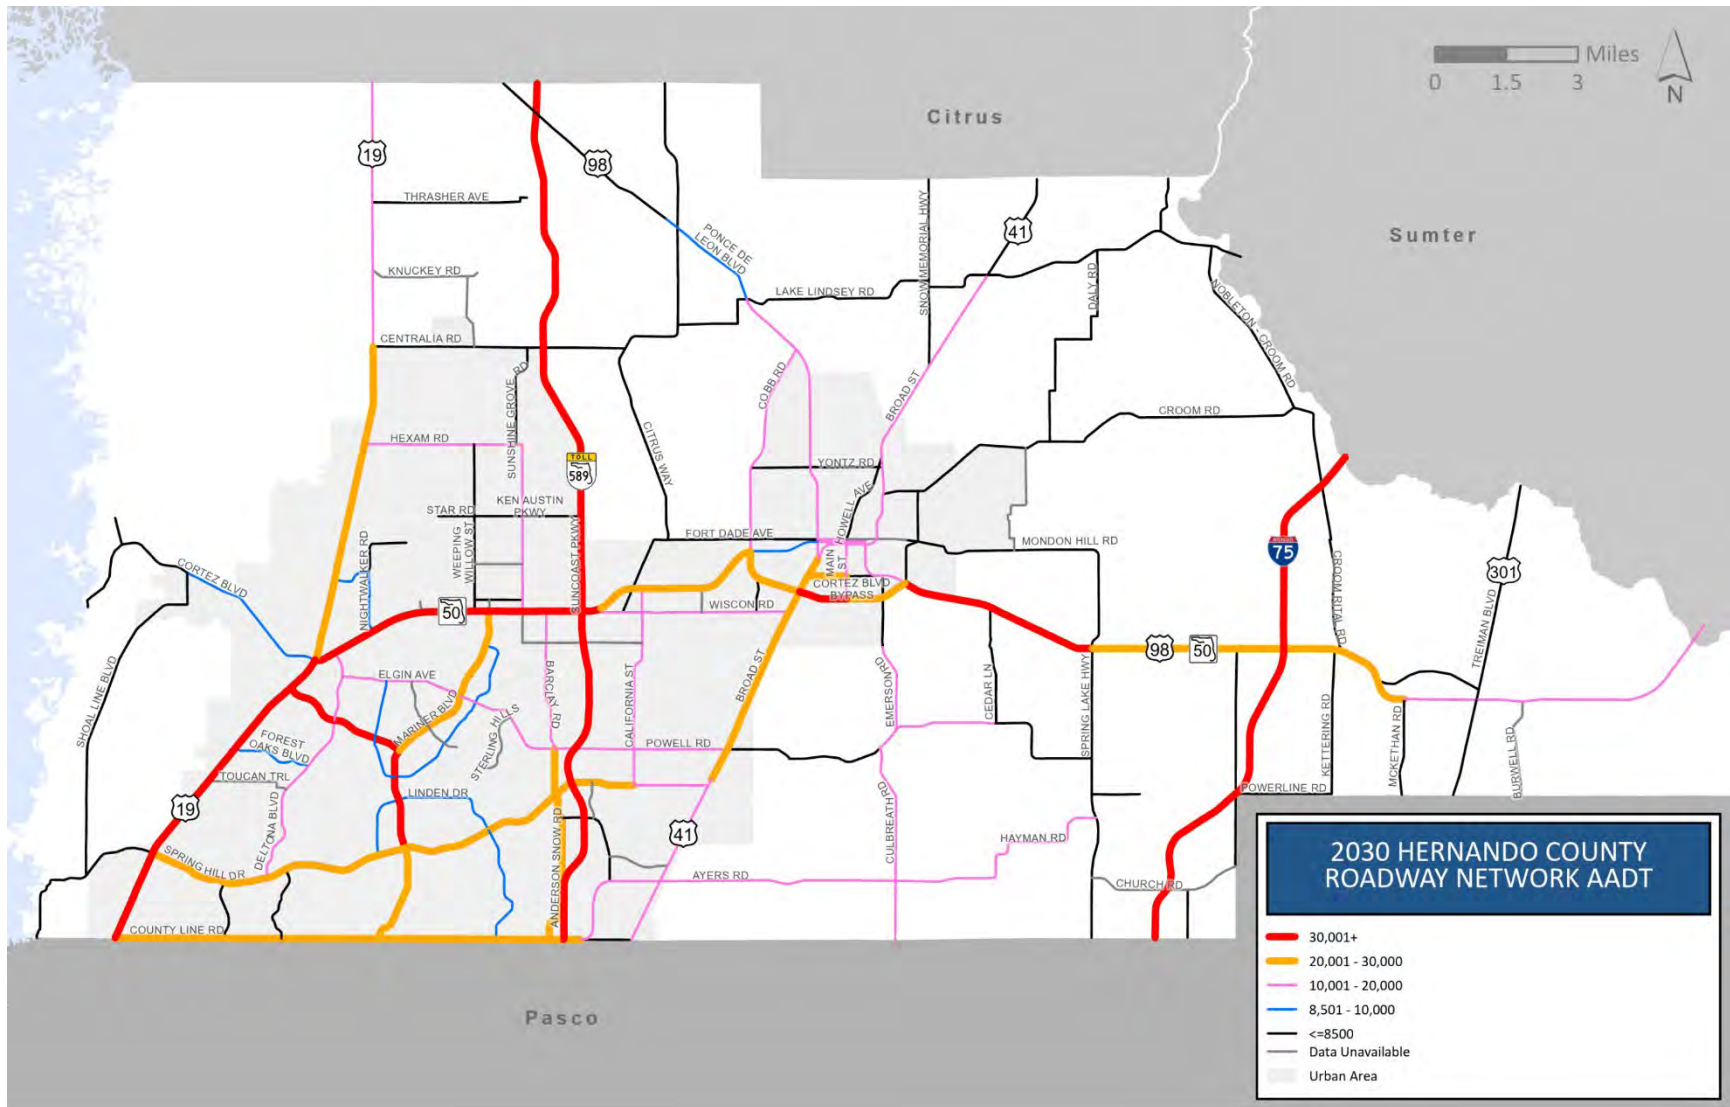 Miles
0 1.5 3
N
Citrus
Sumter
19
98
THRASHER AVE
PONCE DE
LEON BLVD
SNOW MEMORIAL HWY
41
KNUCKEY RD
LAKE LINDSEY RD
DALY RD
NOBLETON - CROOM RD
CENTRALIA RD
SUNSHINE GROVE RD
COBB RD
BROAD ST
CITRUS WAY
CROOM RD
HEXAM RD
TOLL
589
YONTZ RD
KEN AUSTIN
PKWY
STAR RD
HOWELL AVE
WEEPING
WILLOW ST
NIGHTWALKER RD
SUNCOAST PKWY
FORT DADE AVE
MONDON HILL RD
MAIN
ST
75
CROOM RITAL RD
301
CORTEZ BLVD
CORTEZ BLVD
BYPASS
50
WISCON RD
TREIMAN BLVD
98
50
SHOAL LINE BLVD
ELGIN AVE
MARINER BLVD
BARCLAY RD
CALIFORNIA ST
BROAD ST
EMERSON RD
CEDAR LN
SPRING LAKE HWY
STERLING HILLS
POWELL RD
FOREST
OAKS BLVD
KETTERING RD
MCKETHAN RD
BURWELL RD
TOUCAN TRL
LINDEN DR
POWERLINE RD
19
DELTONA BLVD
CULBREATH RD
41
HAYMAN RD
ANDERSON SNOW RD
SPRING HILL DR
AYERS RD
CHURCH RD
COUNTY LINE RD
Pasco
2030 HERNANDO COUNTY
ROADWAY NETWORK AADT
30,001+
20,001 - 30,000
10,001 - 20,000
8,501 - 10,000
<=8500
Data Unavailable
Urban Area